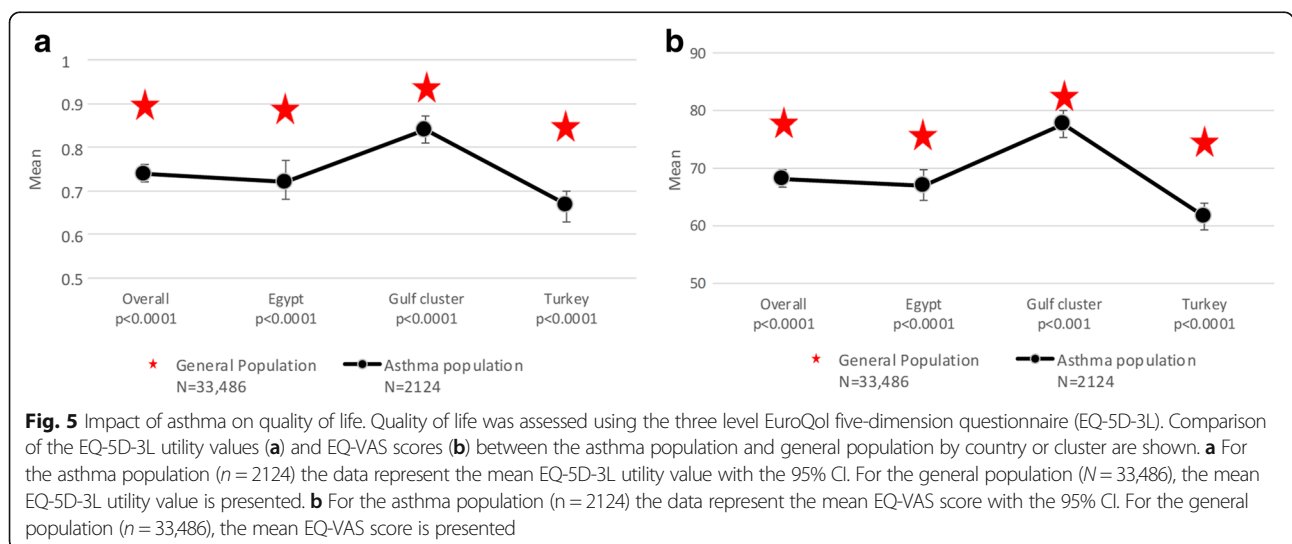 a
1
0.9
0.8
0.7
0.6
0.5
Mean
Overall
p<0.0001
Egypt
p<0.0001
Gulf cluster
p<0.0001
Turkey
p<0.0001
General Population
N=33,486
Asthma population
N=2124
b
90
80
70
60
50
Mean
Overall
p<0.0001
Egypt
p<0.0001
Gulf cluster
p<0.001
Turkey
p<0.0001
General Population
N=33,486
Asthma population
N=2124
Fig. 5 Impact of asthma on quality of life. Quality of life was assessed using the three level EuroQol five-dimension questionnaire (EQ-5D-3L). Comparison
of the EQ-5D-3L utility values (a) and EQ-VAS scores (b) between the asthma population and general population by country or cluster are shown. a For
the asthma population (n = 2124) the data represent the mean EQ-5D-3L utility value with the 95% CI. For the general population (N = 33,486), the mean
EQ-5D-3L utility value is presented. b For the asthma population (n = 2124) the data represent the mean EQ-VAS score with the 95% CI. For the general
population (n = 33,486), the mean EQ-VAS score is presented